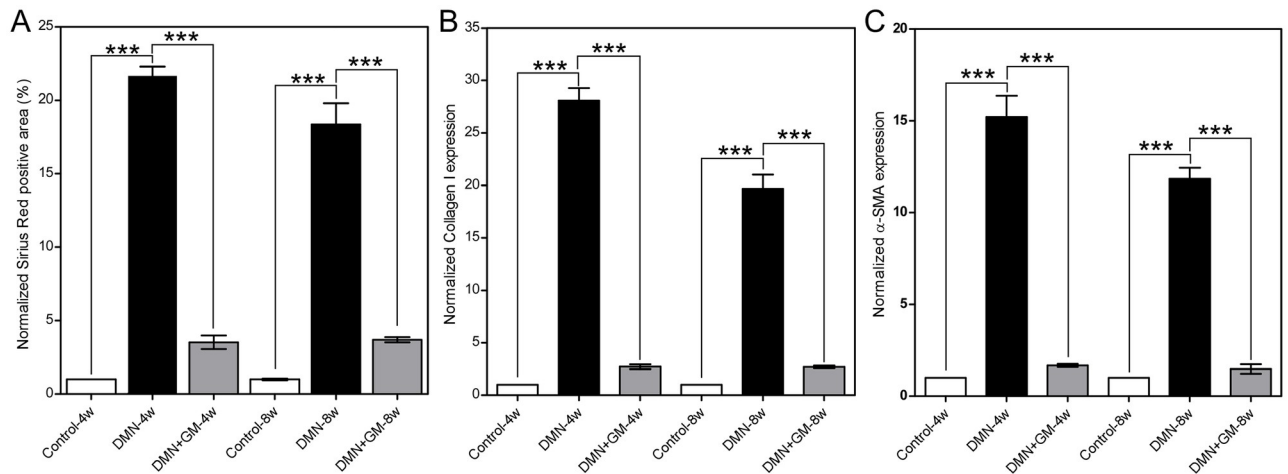 A
Normalized Sirius Red positive area (%)
25
20
15
10
5
0
***
***
***
***
Control-4w
DMN-4w
DMN+GM-4w
Control-8w
DMN-8w
DMN+GM-8w
B
Normalized Collagen I expression
35
30
25
20
15
10
5
0
***
***
***
***
Control-4w
DMN-4w
DMN+GM-4w
Control-8w
DMN-8w
DMN+GM-8w
C
Normalized α-SMA expression
20
15
10
5
0
***
***
***
***
Control-4w
DMN-4w
DMN+GM-4w
Control-8w
DMN-8w
DMN+GM-8w